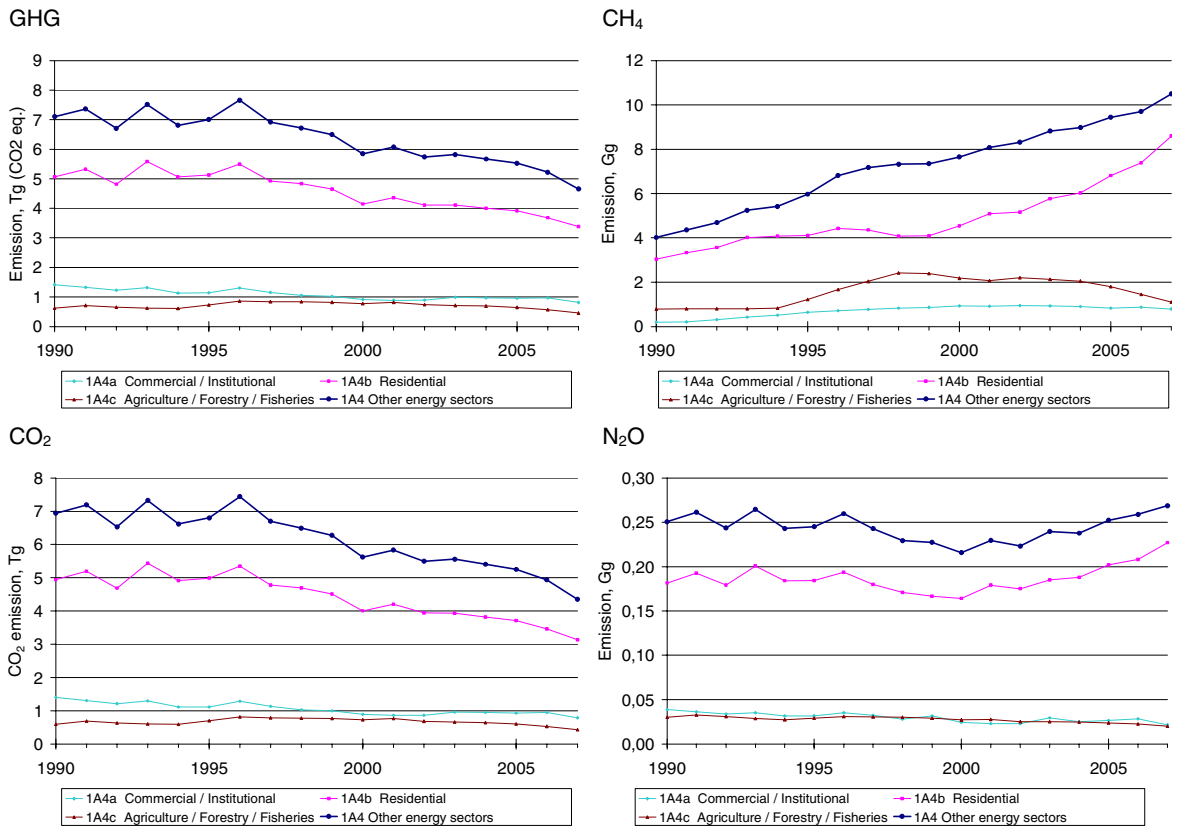 GHG
Emission, Tg (CO2 eq.)
9
8
7
6
5
4
3
2
1
0
1990 1995 2000 2005
1A4a Commercial / Institutional 1A4b Residential
1A4c Agriculture / Forestry / Fisheries 1A4 Other energy sectors
CH₄
Emission, Gg
12
10
8
6
4
2
0
1990 1995 2000 2005
1A4a Commercial / Institutional 1A4b Residential
1A4c Agriculture / Forestry / Fisheries 1A4 Other energy sectors
CO₂
CO₂ emission, Tg
8
7
6
5
4
3
2
1
0
1990 1995 2000 2005
1A4a Commercial / Institutional 1A4b Residential
1A4c Agriculture / Forestry / Fisheries 1A4 Other energy sectors
N₂O
Emission, Gg
0,30
0,25
0,20
0,15
0,10
0,05
0,00
1990 1995 2000 2005
1A4a Commercial / Institutional 1A4b Residential
1A4c Agriculture / Forestry / Fisheries 1A4 Other energy sectors